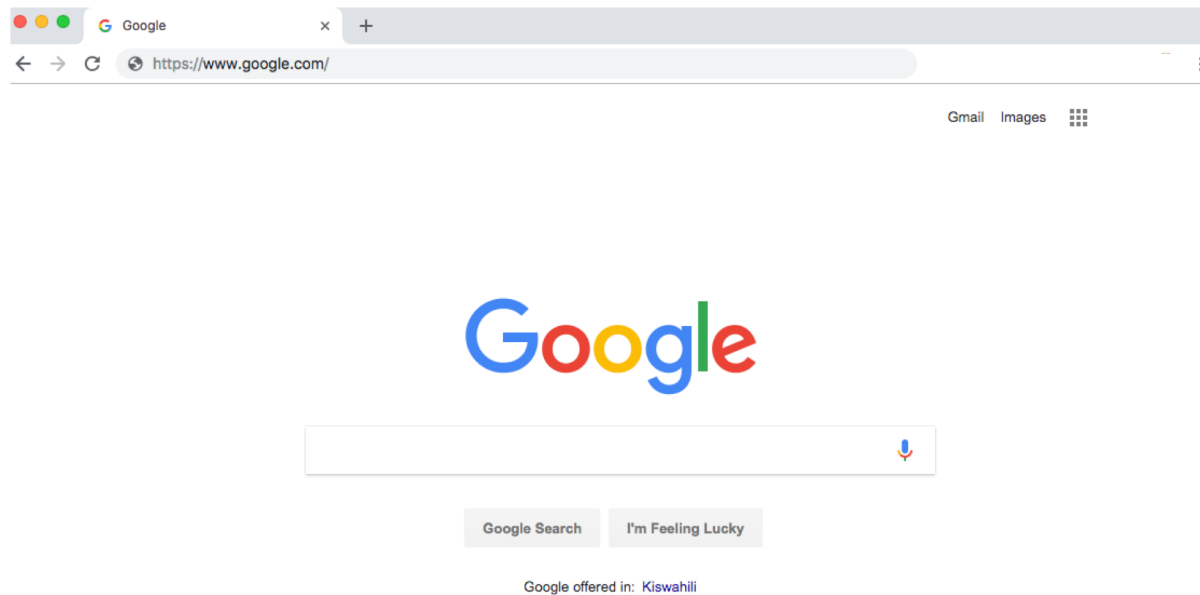 Google
https://www.google.com/
Gmail Images
Google
Google Search I'm Feeling Lucky
Google offered in: Kiswahili